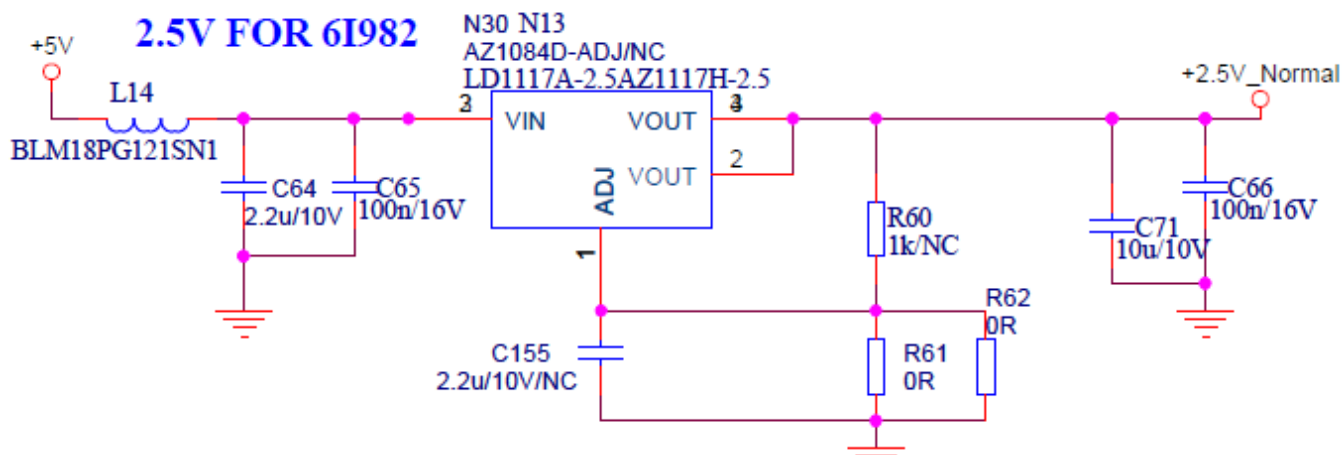 2.5V FOR 6I982
+5V
L14
BLM18PG121SN1
N30 N13
AZ1084D-ADJ/NC
LD1117A-2.5AZ1117H-2.5
VIN
VOUT
2
VOUT
ADJ
1
+2.5V_Normal
C64
2.2u/10V
C65
100n/16V
R60
1k/NC
C71
10u/10V
C66
100n/16V
C155
2.2u/10V/NC
R61
0R
R62
0R